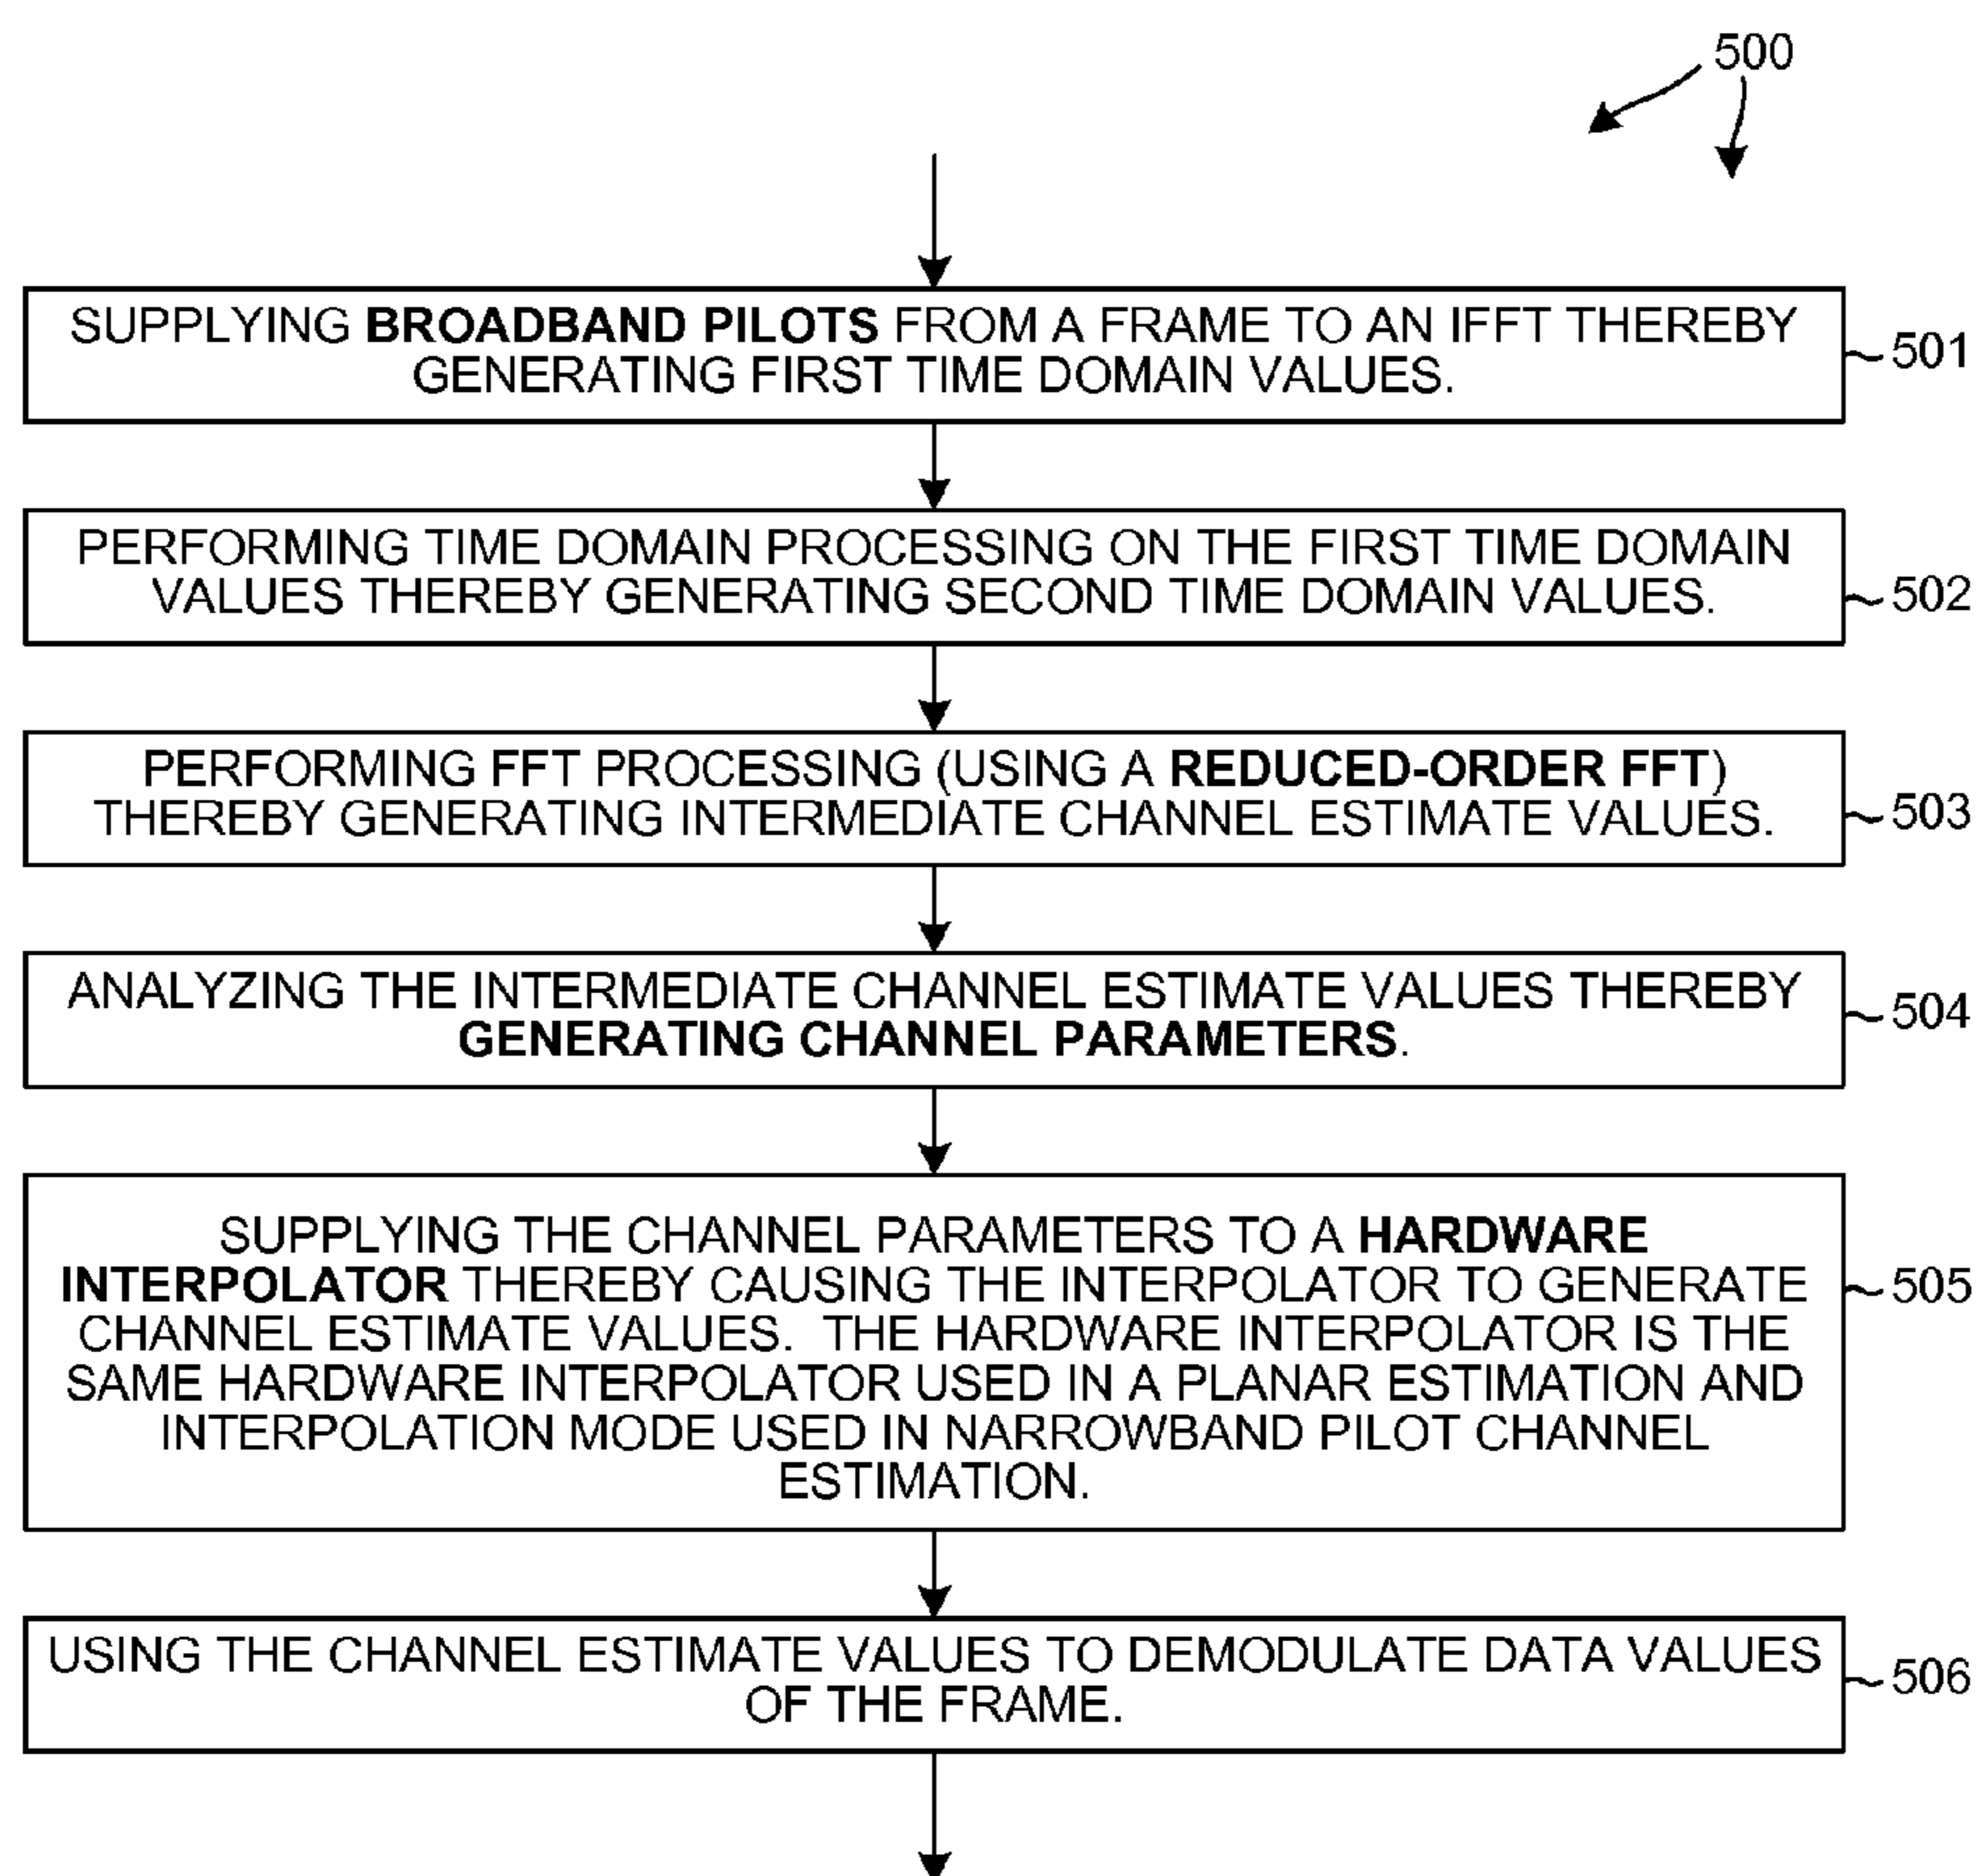 500
SUPPLYING BROADBAND PILOTS FROM A FRAME TO AN IFFT THEREBY
GENERATING FIRST TIME DOMAIN VALUES.
501
PERFORMING TIME DOMAIN PROCESSING ON THE FIRST TIME DOMAIN
VALUES THEREBY GENERATING SECOND TIME DOMAIN VALUES.
502
PERFORMING FFT PROCESSING (USING A REDUCED-ORDER FFT)
THEREBY GENERATING INTERMEDIATE CHANNEL ESTIMATE VALUES.
503
ANALYZING THE INTERMEDIATE CHANNEL ESTIMATE VALUES THEREBY
GENERATING CHANNEL PARAMETERS.
504
SUPPLYING THE CHANNEL PARAMETERS TO A HARDWARE
INTERPOLATOR THEREBY CAUSING THE INTERPOLATOR TO GENERATE
CHANNEL ESTIMATE VALUES. THE HARDWARE INTERPOLATOR IS THE
SAME HARDWARE INTERPOLATOR USED IN A PLANAR ESTIMATION AND
INTERPOLATION MODE USED IN NARROWBAND PILOT CHANNEL
ESTIMATION.
505
USING THE CHANNEL ESTIMATE VALUES TO DEMODULATE DATA VALUES
OF THE FRAME.
506